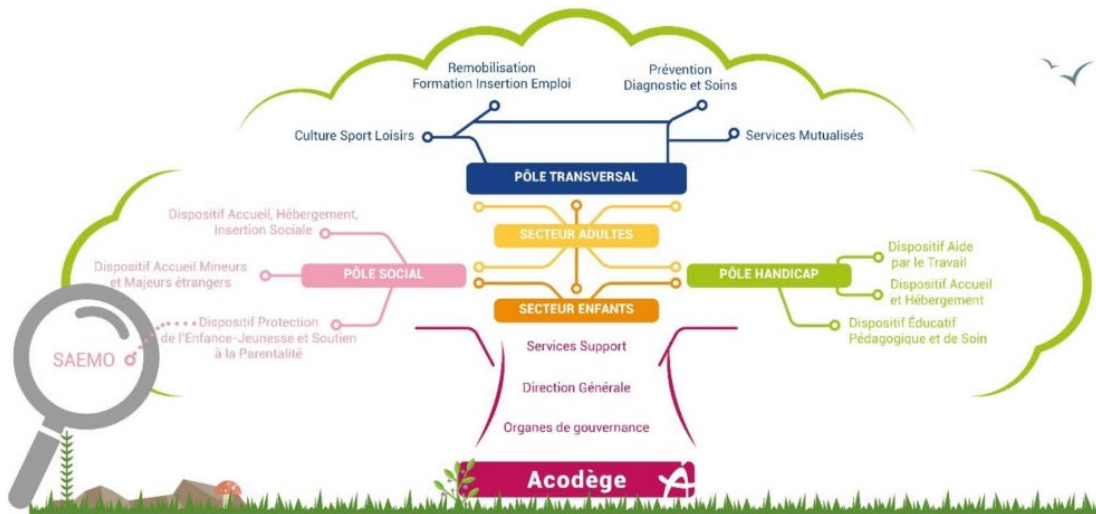 Remobilisation
Formation Insertion Emploi
Prévention
Diagnostic et Soins
Culture Sport Loisirs
Services Mutualisés
PÔLE TRANSVERSAL
Dispositif Accueil, Hébergement,
Insertion Sociale
SECTEUR ADULTES
Dispositif Aide
par le Travail
Dispositif Accueil Mineurs
et Majeurs étrangers
PÔLE SOCIAL
PÔLE HANDICAP
Dispositif Accueil
et Hébergement
SECTEUR ENFANTS
Dispositif Protection
de l'Enfance-Jeunesse et Soutien
à la Parentalité
SAEMO
Dispositif Éducatif
Pédagogique et de Soin
Services Support
Direction Générale
Organes de gouvernance
Acodège